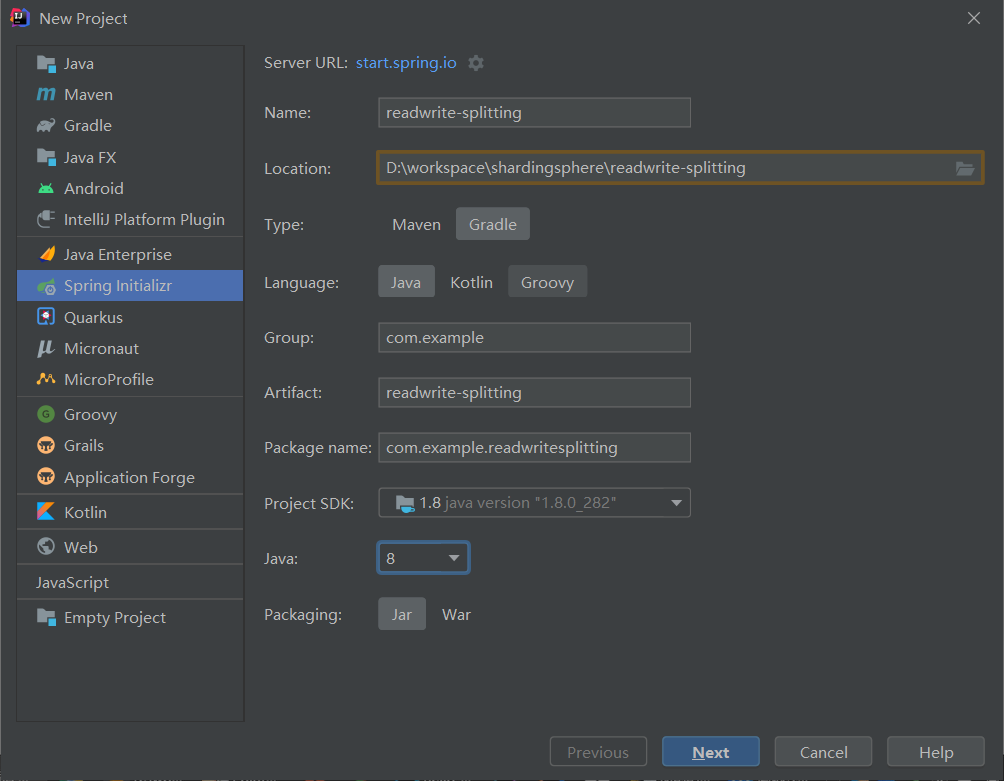 New Project
Java
Maven
Gradle
Java FX
Android
IntelliJ Platform Plugin
Java Enterprise
Spring Initializr
Quarkus
Micronaut
MicroProfile
Groovy
Grails
Application Forge
Kotlin
Web
JavaScript
Empty Project
Server URL: start.spring.io
Name: readwrite-splitting
Location: D:\workspace\shardingsphere\readwrite-splitting
Type: Maven Gradle
Language: Java Kotlin Groovy
Group: com.example
Artifact: readwrite-splitting
Package name: com.example.readwritesplitting
Project SDK: 1.8 java version "1.8.0_282"
Java: 8
Packaging: Jar War
Previous Next Cancel Help